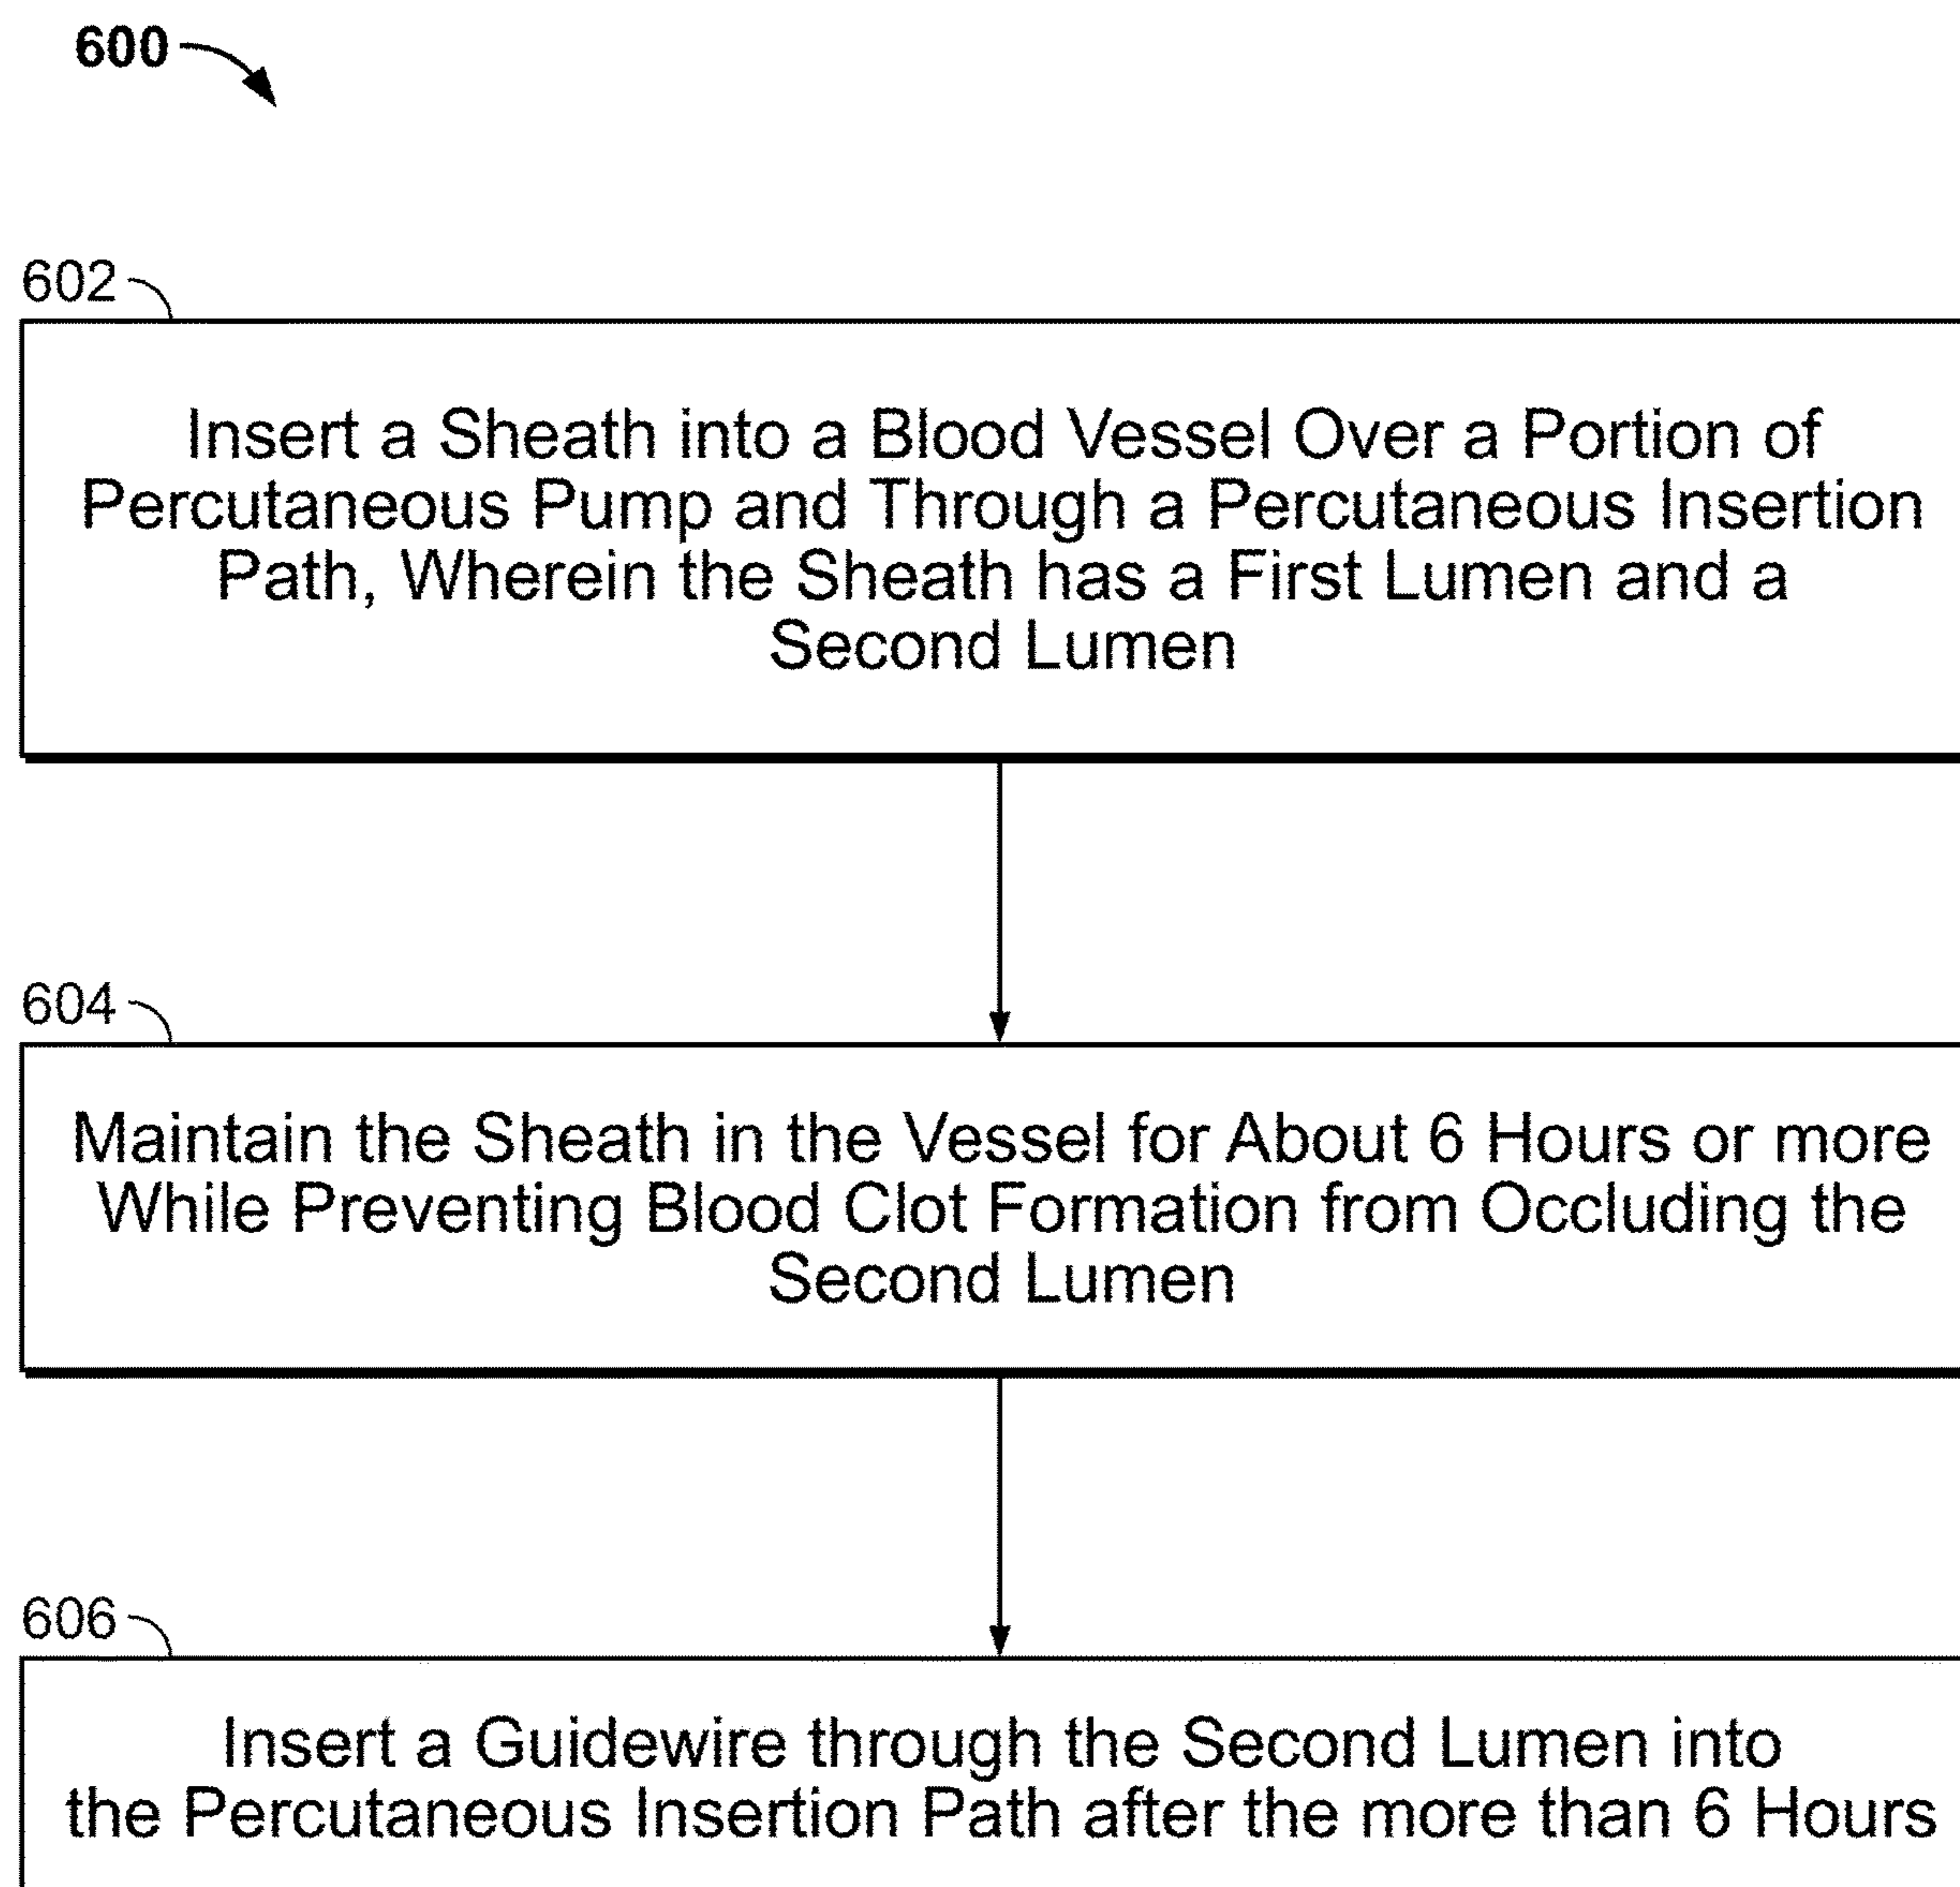 600
602
Insert a Sheath into a Blood Vessel Over a Portion of
Percutaneous Pump and Through a Percutaneous Insertion
Path, Wherein the Sheath has a First Lumen and a
Second Lumen
604
Maintain the Sheath in the Vessel for About 6 Hours or more
While Preventing Blood Clot Formation from Occluding the
Second Lumen
606
Insert a Guidewire through the Second Lumen into
the Percutaneous Insertion Path after the more than 6 Hours